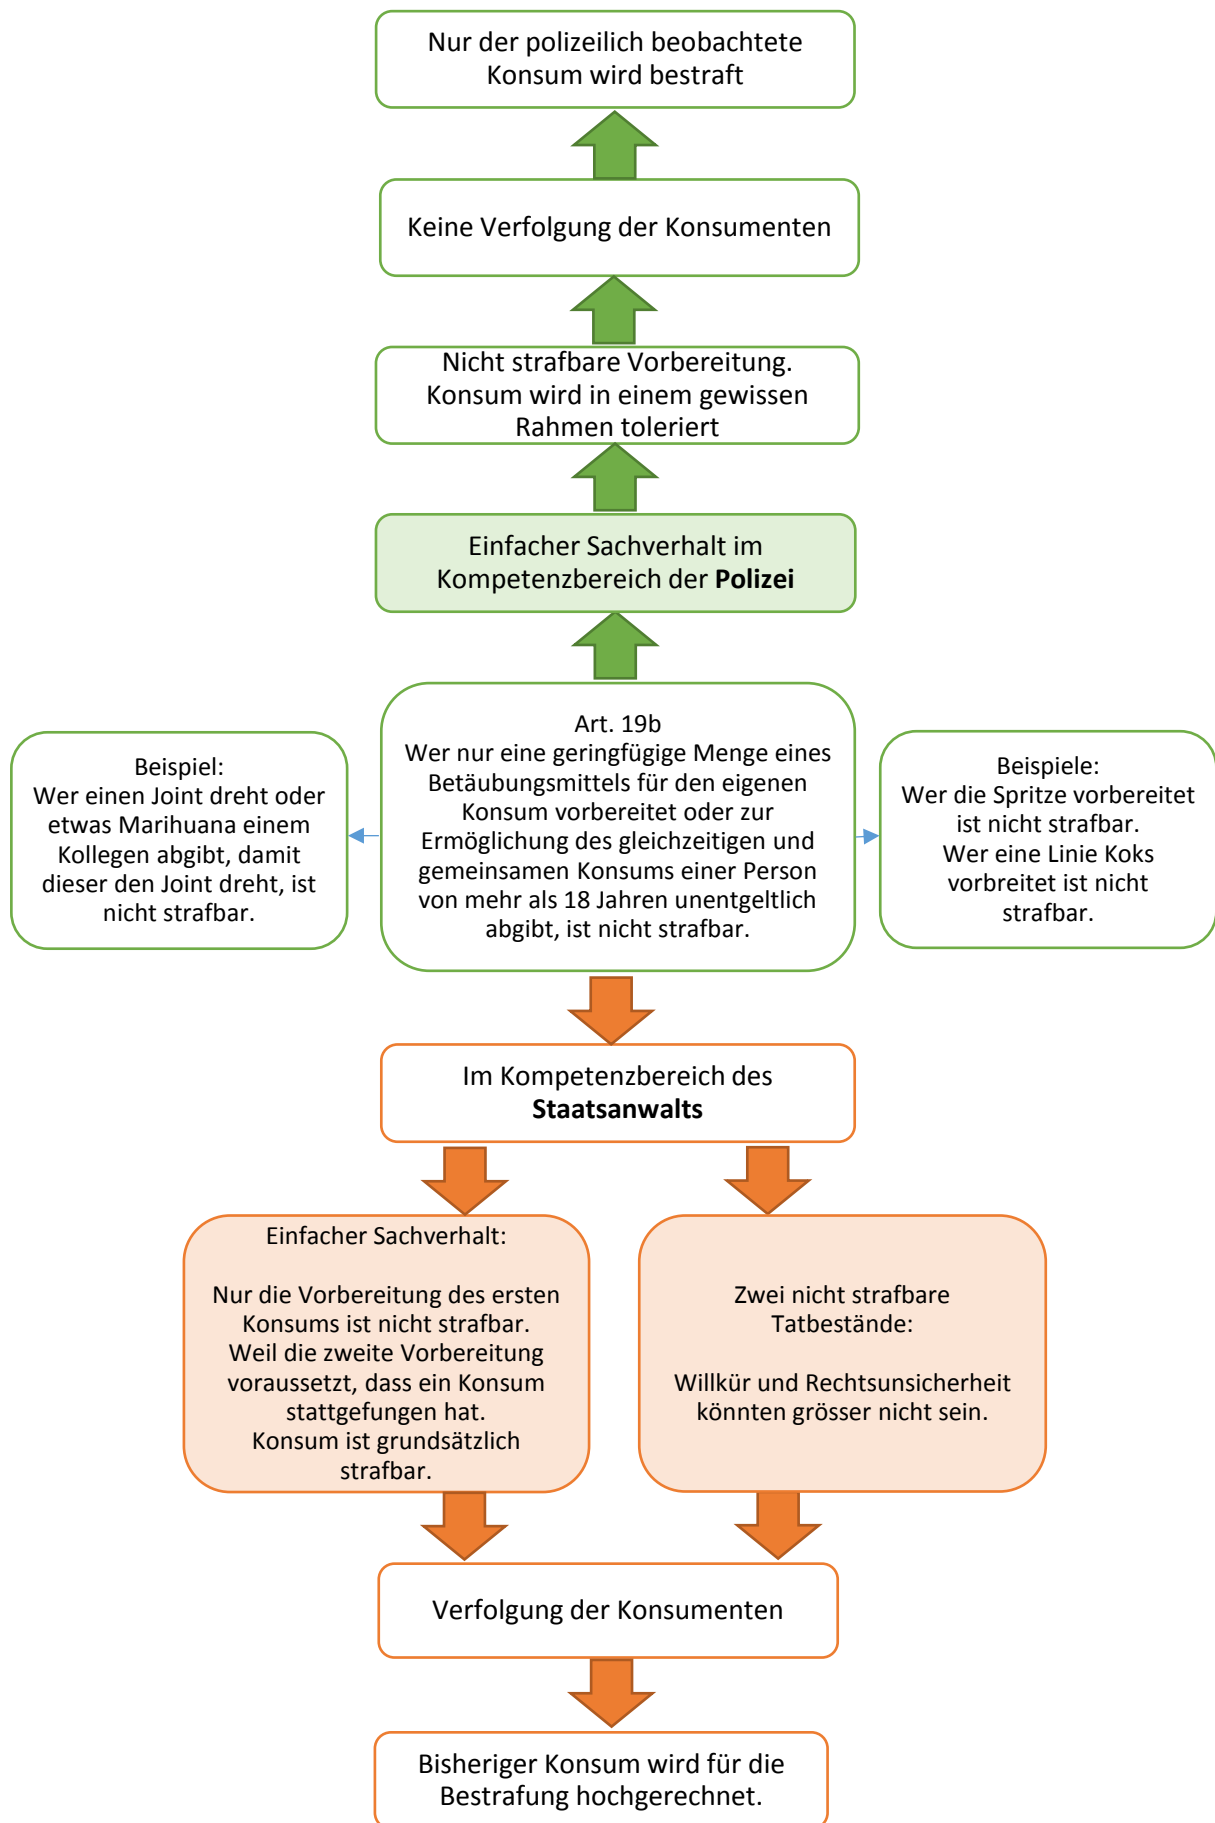 Nur der polizeilich beobachtete
Konsum wird bestraft
Keine Verfolgung der Konsumenten
Nicht strafbare Vorbereitung.
Konsum wird in einem gewissen
Rahmen toleriert
Einfacher Sachverhalt im
Kompetenzbereich der Polizei
Beispiel:
Wer einen Joint dreht oder
etwas Marihuana einem
Kollegen abgibt, damit
dieser den Joint dreht, ist
nicht strafbar.
Art. 19b
Wer nur eine geringfügige Menge eines
Betäubungsmittels für den eigenen
Konsum vorbereitet oder zur
Ermöglichung des gleichzeitigen und
gemeinsamen Konsums einer Person
von mehr als 18 Jahren unentgeltlich
abgibt, ist nicht strafbar.
Beispiele:
Wer die Spritze vorbereitet
ist nicht strafbar.
Wer eine Linie Koks
vorbreitet ist nicht
strafbar.
Im Kompetenzbereich des
Staatsanwalts
Einfacher Sachverhalt:
Nur die Vorbereitung des ersten
Konsums ist nicht strafbar.
Weil die zweite Vorbereitung
voraussetzt, dass ein Konsum
stattgefungen hat.
Konsum ist grundsätzlich
strafbar.
Zwei nicht strafbare
Tatbestände:
Willkür und Rechtsunsicherheit
könnten grösser nicht sein.
Verfolgung der Konsumenten
Bisheriger Konsum wird für die
Bestrafung hochgerechnet.